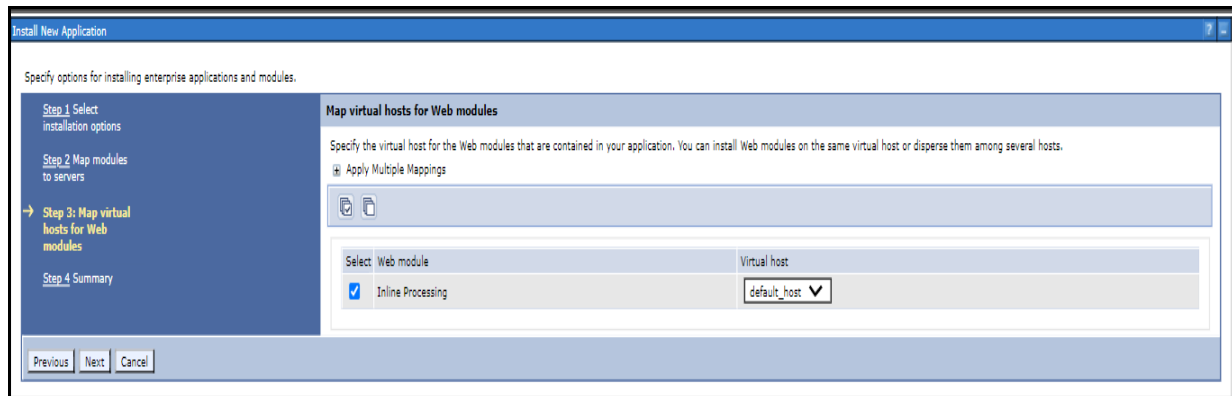 Install New Application
?
Specify options for installing enterprise applications and modules.
Step 1 Select
installation options
Step 2 Map modules
to servers
Step 3: Map virtual
hosts for Web
modules
Step 4 Summary
Map virtual hosts for Web modules
Specify the virtual host for the Web modules that are contained in your application. You can install Web modules on the same virtual host or disperse them among several hosts.
Apply Multiple Mappings
Select Web module Virtual host
Inline Processing default_host
Previous Next Cancel